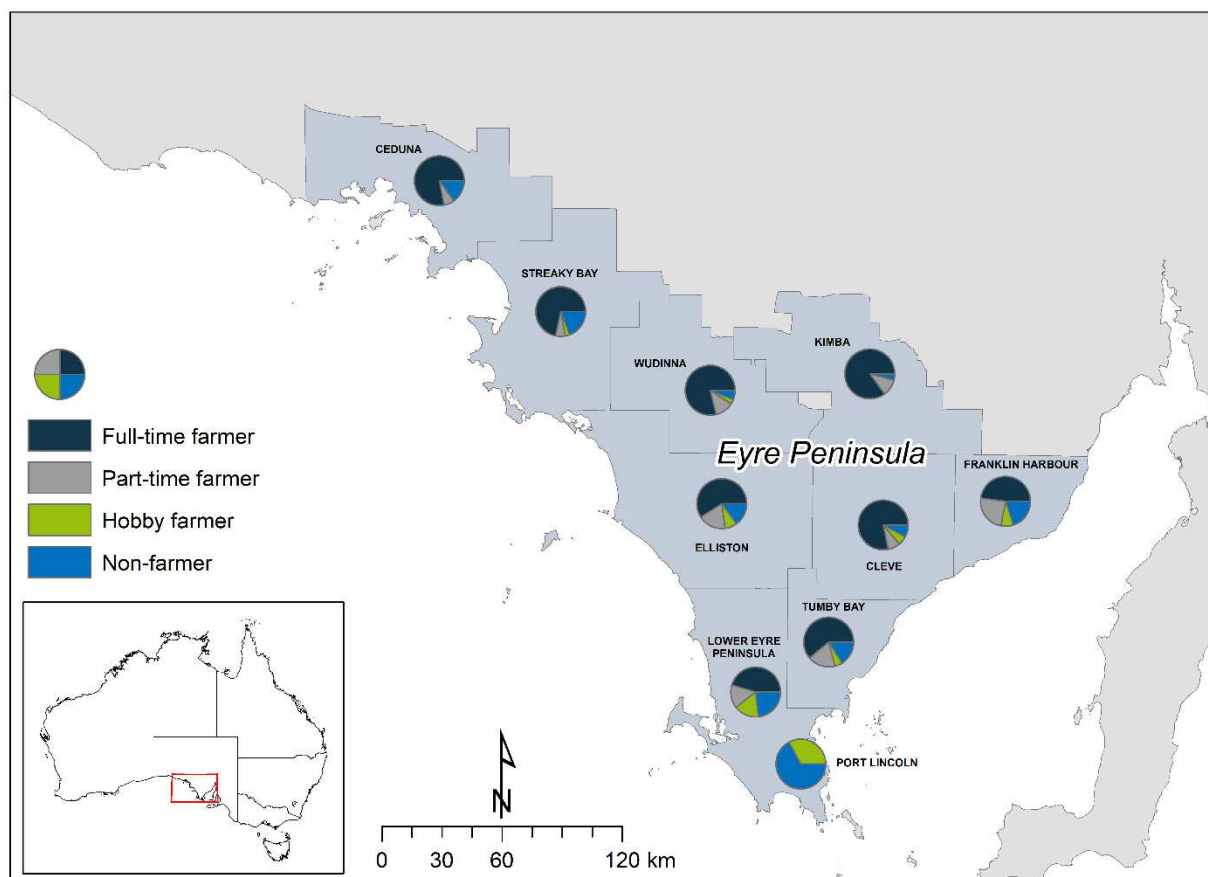 CEDUNA
STREAKY BAY
WUDINNA
KIMBA
Eyre Peninsula
FRANKLIN HARBOUR
ELLISTON
CLEVE
TUMBY BAY
LOWER EYRE
PENINSULA
PORT LINCOLN
Full-time farmer
Part-time farmer
Hobby farmer
Non-farmer
N
0 30 60 120 km